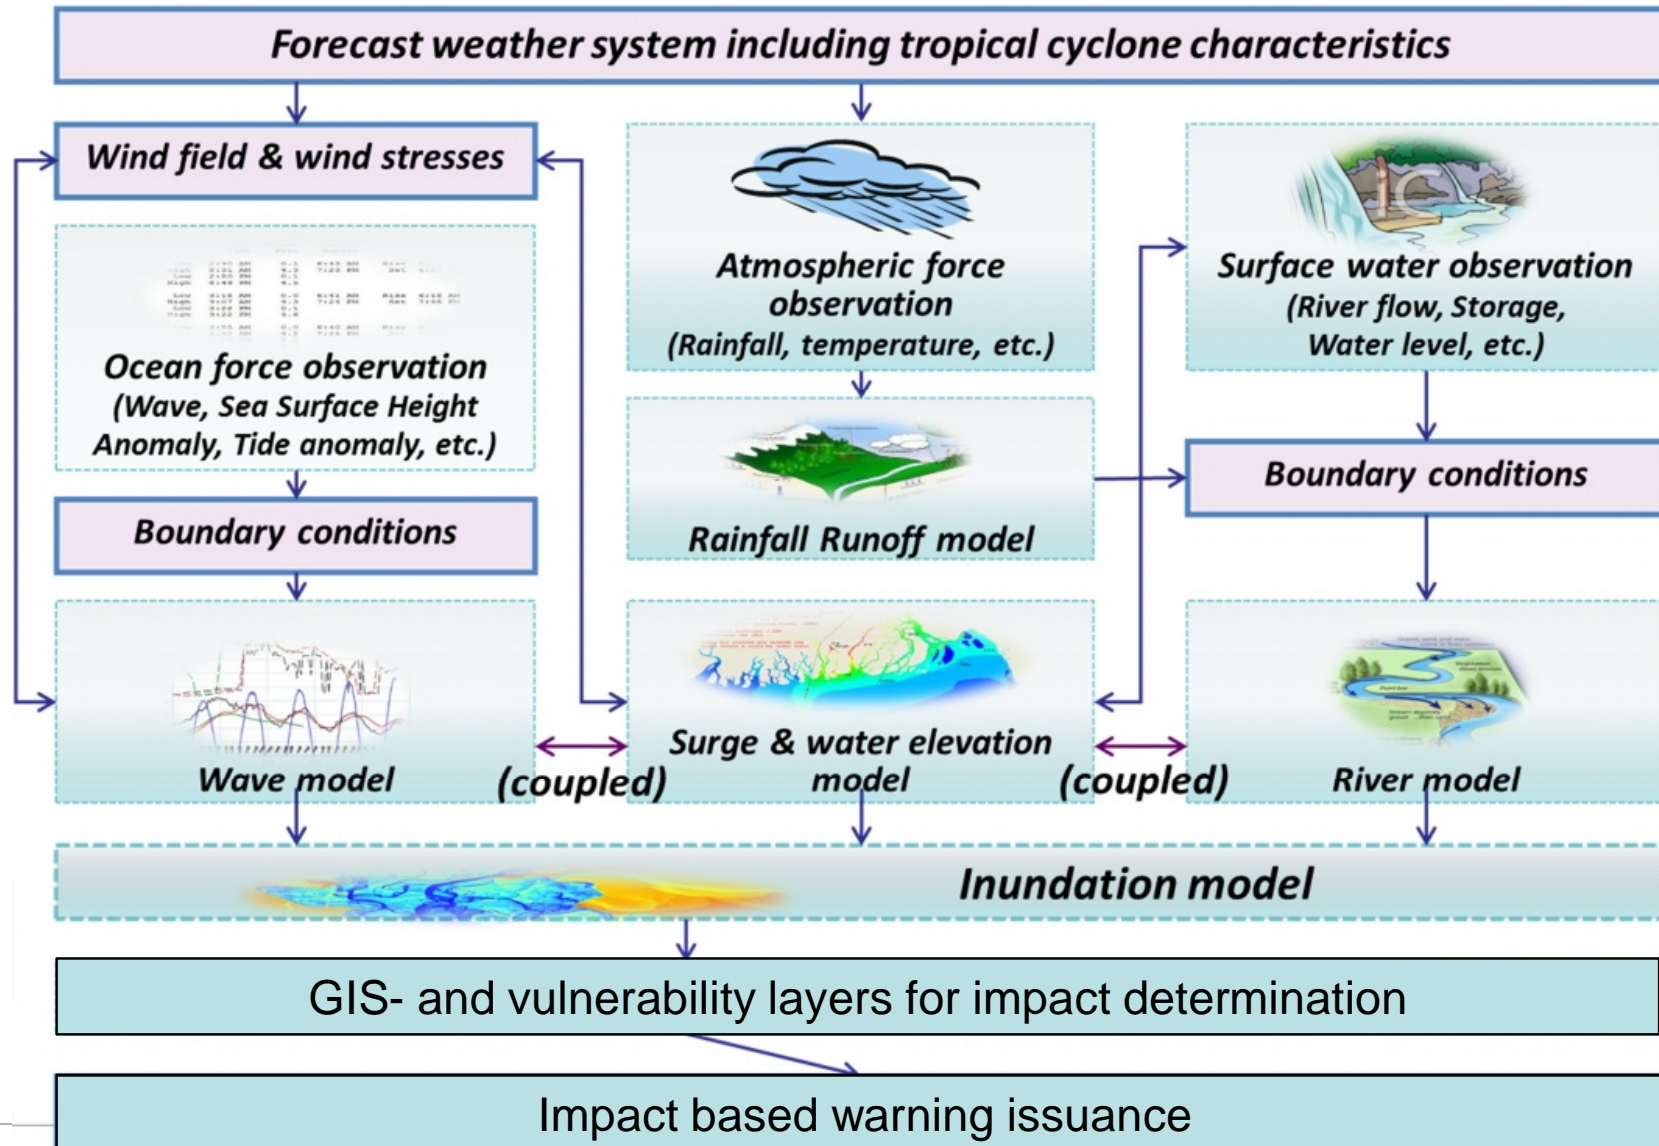 Forecast weather system including tropical cyclone characteristics
Wind field & wind stresses
Ocean force observation
(Wave, Sea Surface Height
Anomaly, Tide anomaly, etc.)
Boundary conditions
Wave model
Atmospheric force
observation
(Rainfall, temperature, etc.)
Rainfall Runoff model
Surge & water elevation
model
Surface water observation
(River flow, Storage,
Water level, etc.)
Boundary conditions
River model
(coupled)
(coupled)
Inundation model
GIS- and vulnerability layers for impact determination
Impact based warning issuance